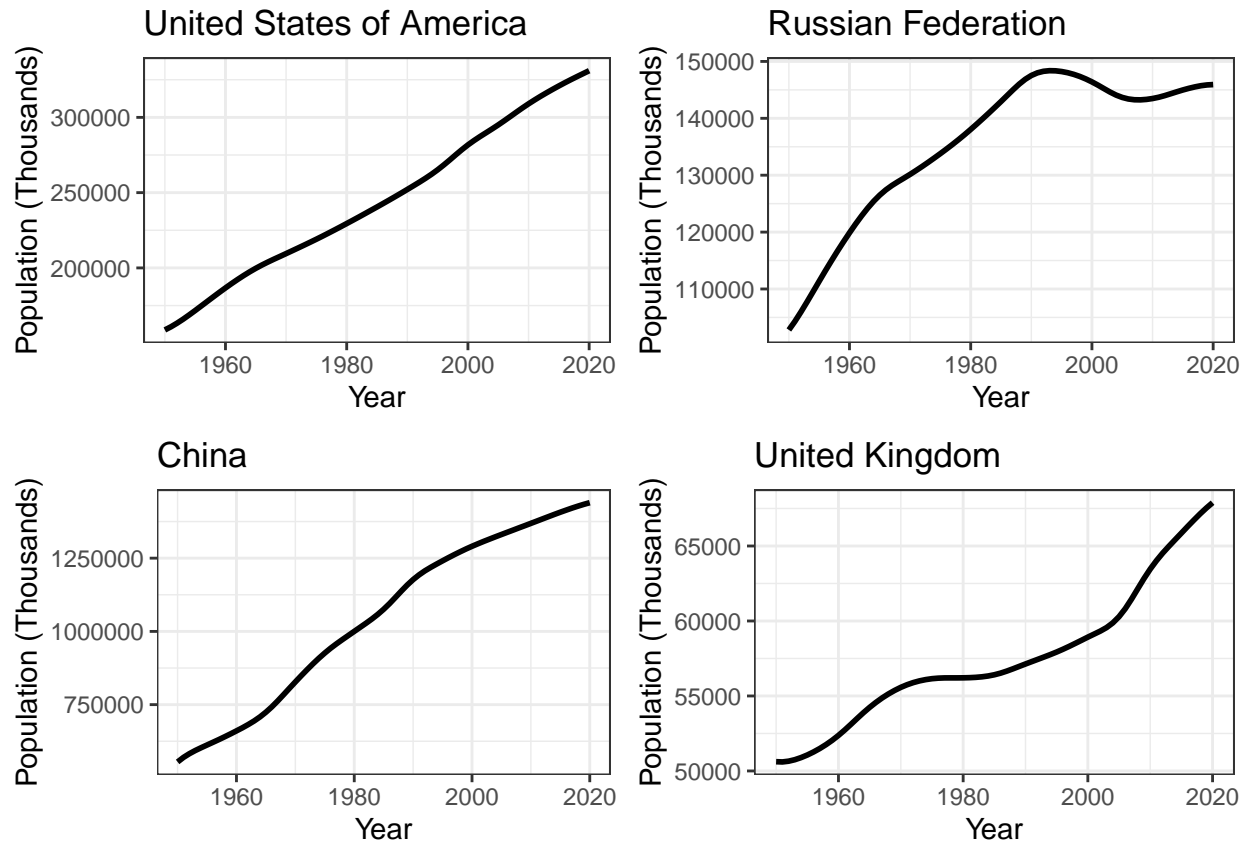 United States of America
Population (Thousands)
300000
250000
200000
1960 1980 2000 2020
Year
Russian Federation
Population (Thousands)
150000
140000
130000
120000
110000
1960 1980 2000 2020
Year
China
Population (Thousands)
1250000
1000000
750000
1960 1980 2000 2020
Year
United Kingdom
Population (Thousands)
65000
60000
55000
50000
1960 1980 2000 2020
Year